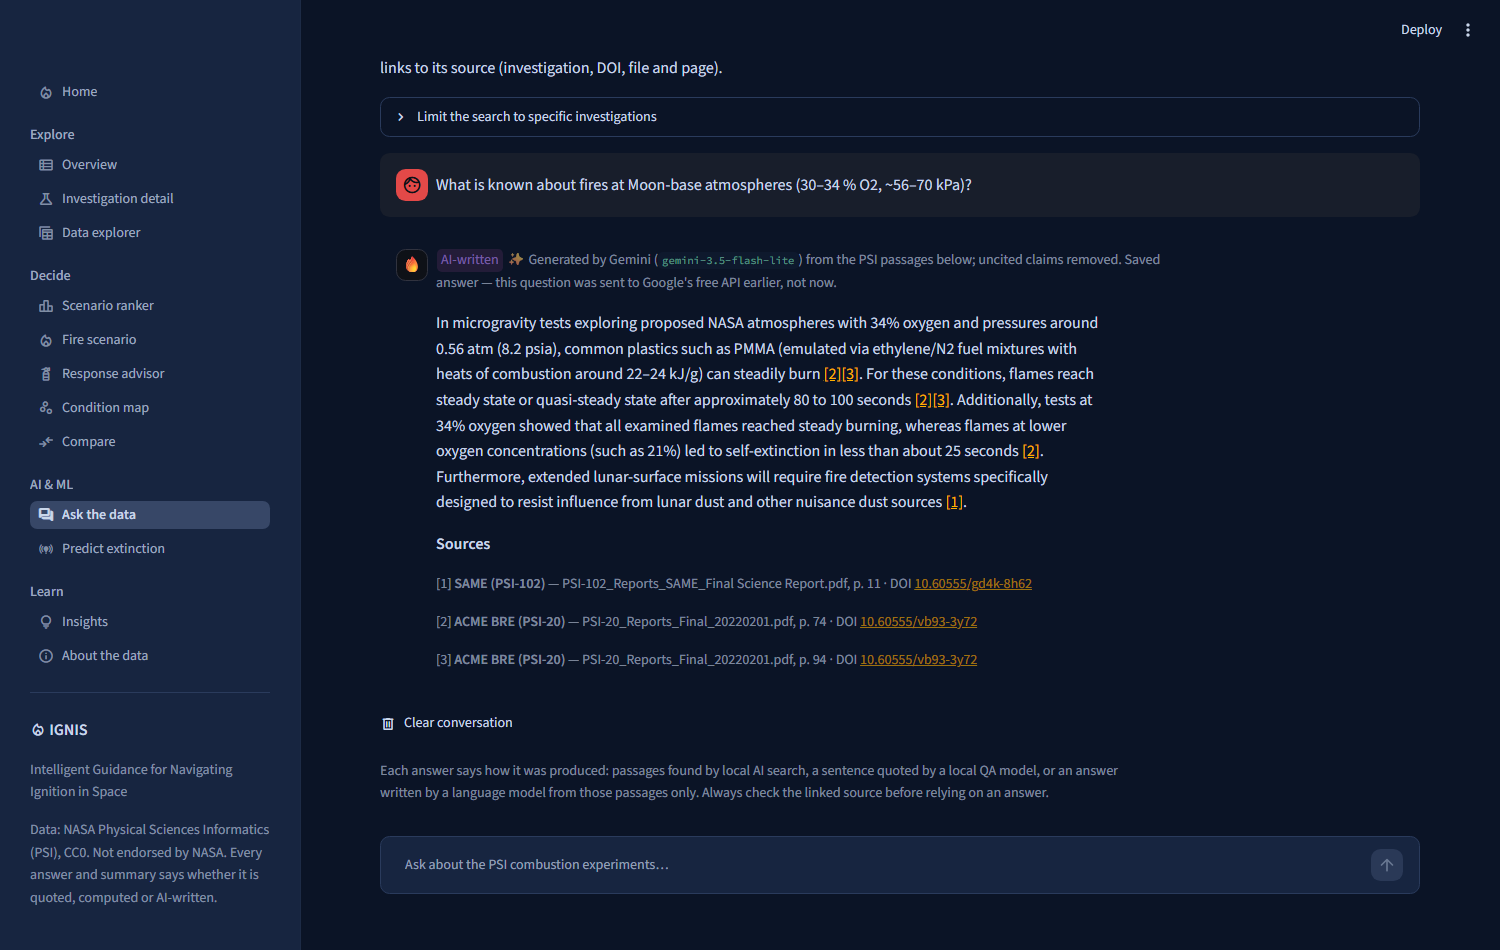 Deploy
Home
Explore
Overview
Investigation detail
Data explorer
Decide
Scenario ranker
Fire scenario
Response advisor
Condition map
Compare
AI & ML
Ask the data
Predict extinction
Learn
Insights
About the data
IGNIS
Intelligent Guidance for Navigating
Ignition in Space
Data: NASA Physical Sciences Informatics
(PSI), CC0. Not endorsed by NASA. Every
answer and summary says whether it is
quoted, computed or AI-written.
links to its source (investigation, DOI, file and page).
Limit the search to specific investigations
What is known about fires at Moon-base atmospheres (30–34 % O2, ~56–70 kPa)?
AI-written ✨ Generated by Gemini ( gemini-3.5-flash-lite ) from the PSI passages below; uncited claims removed. Saved
answer — this question was sent to Google's free API earlier, not now.
In microgravity tests exploring proposed NASA atmospheres with 34% oxygen and pressures around
0.56 atm (8.2 psia), common plastics such as PMMA (emulated via ethylene/N2 fuel mixtures with
heats of combustion around 22–24 kJ/g) can steadily burn [2][3]. For these conditions, flames reach
steady state or quasi-steady state after approximately 80 to 100 seconds [2][3]. Additionally, tests at
34% oxygen showed that all examined flames reached steady burning, whereas flames at lower
oxygen concentrations (such as 21%) led to self-extinction in less than about 25 seconds [2].
Furthermore, extended lunar-surface missions will require fire detection systems specifically
designed to resist influence from lunar dust and other nuisance dust sources [1].
Sources
[1] SAME (PSI-102) — PSI-102_Reports_SAME_Final Science Report.pdf, p. 11 · DOI 10.60555/gd4k-8h62
[2] ACME BRE (PSI-20) — PSI-20_Reports_Final_20220201.pdf, p. 74 · DOI 10.60555/vb93-3y72
[3] ACME BRE (PSI-20) — PSI-20_Reports_Final_20220201.pdf, p. 94 · DOI 10.60555/vb93-3y72
Clear conversation
Each answer says how it was produced: passages found by local AI search, a sentence quoted by a local QA model, or an answer
written by a language model from those passages only. Always check the linked source before relying on an answer.
Ask about the PSI combustion experiments…